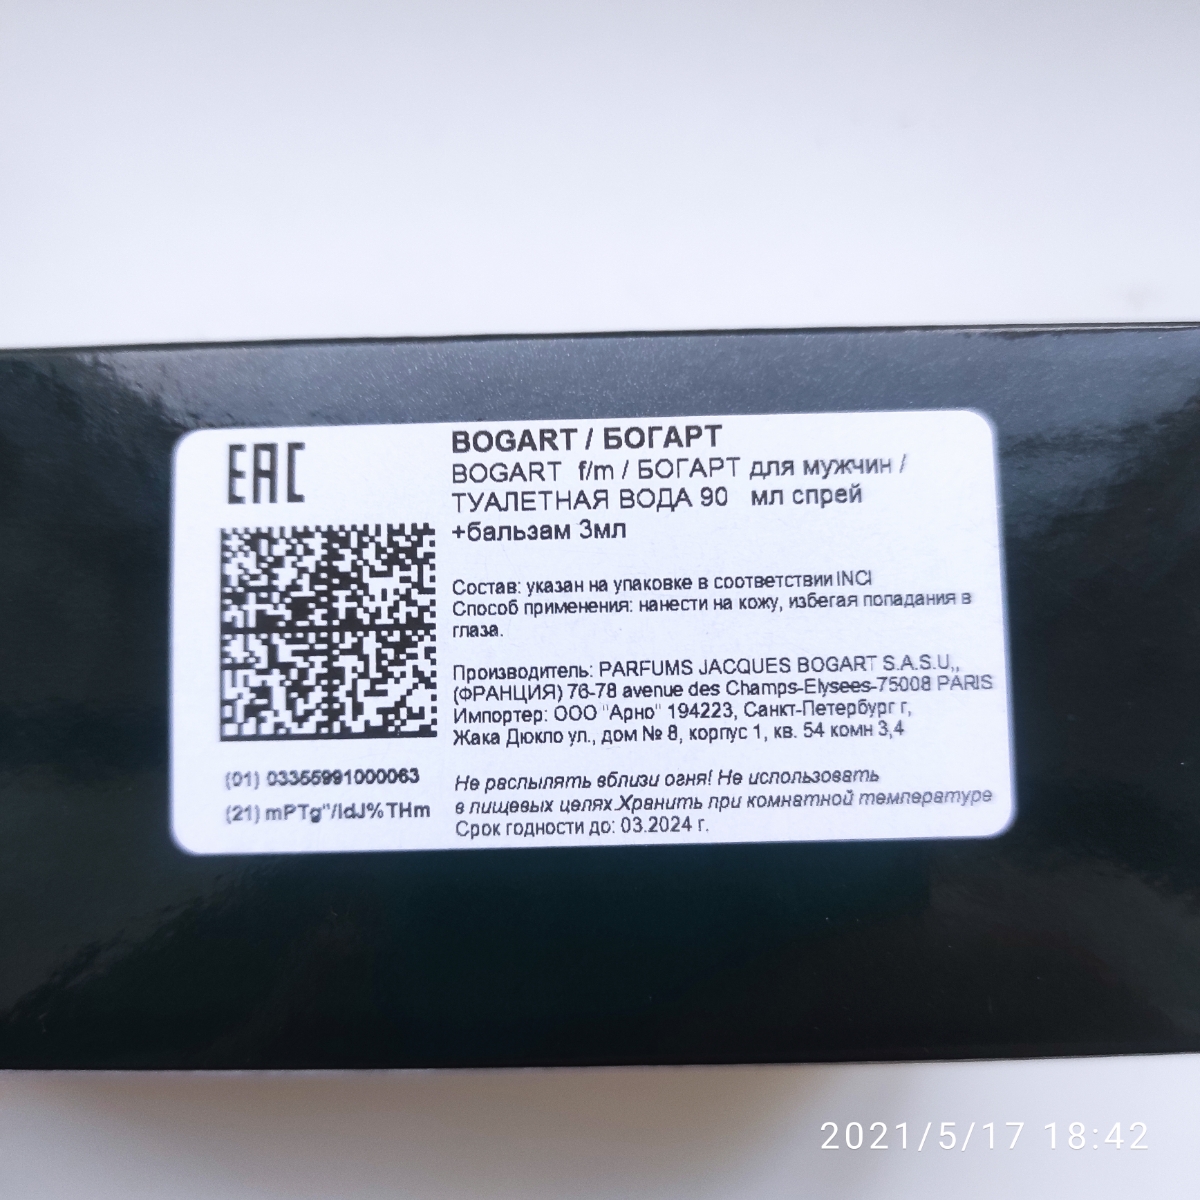 EAC
BOGART / БОГАРТ
BOGART f/m / БОГАРТ для мужчин /
ТУАЛЕТНАЯ ВОДА 90 мл спрей
+бальзам 3мл
Состав: указан на упаковке в соответствии INCI
Способ применения: нанести на кожу, избегая попадания в
глаза.
Производитель: PARFUMS JACQUES BOGART S.A.S.U.,
(ФРАНЦИЯ) 76-78 avenue des Champs-Elysees-75008 PARIS
Импортер: ООО "Арно" 194223, Санкт-Петербург г,
Жака Дюкло ул., дом № 8, корпус 1, кв. 54 комн 3,4
(01) 03355991000063
(21) mPTg"/IdJ%THm
Не распылять вблизи огня! Не использовать
в пищевых целях.Хранить при комнатной температуре
Срок годности до: 03.2024 г.
2021/5/17 18:42